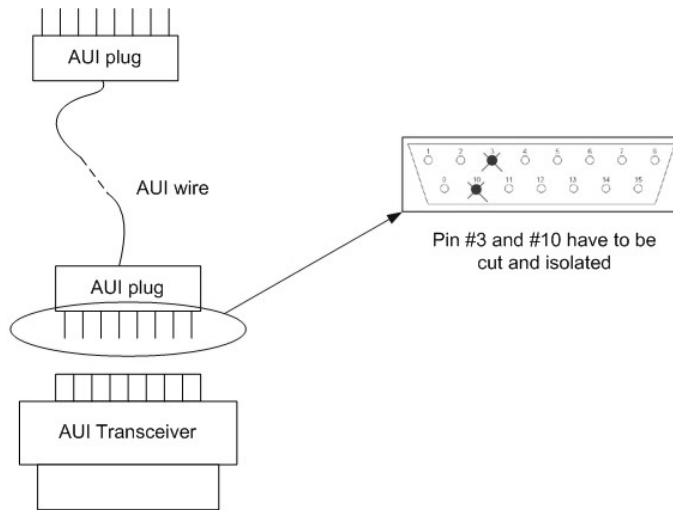 AUI plug
AUI wire
AUI plug
AUI Transceiver
1 2 3 4 5 6 7 8
9 10 11 12 13 14 15
Pin #3 and #10 have to be
cut and isolated